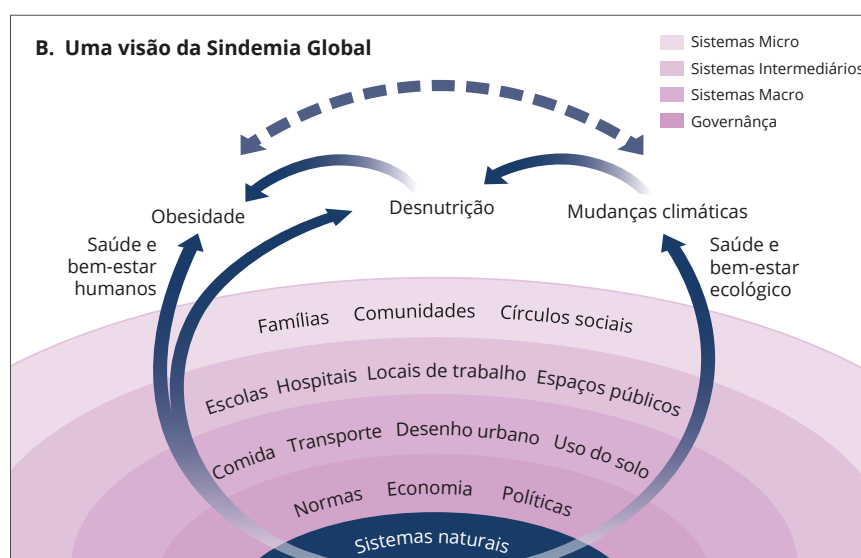 B. Uma visão da Sindemia Global
Sistemas Micro
Sistemas Intermediários
Sistemas Macro
Governânça
Obesidade
Desnutrição
Mudanças climáticas
Saúde e
bem-estar
humanos
Saúde e
bem-estar
ecológico
Famílias Comunidades Círculos sociais
Escolas Hospitais Locais de trabalho Espaços públicos
Comida Transporte Desenho urbano Uso do solo
Normas Economia Políticas
Sistemas naturais